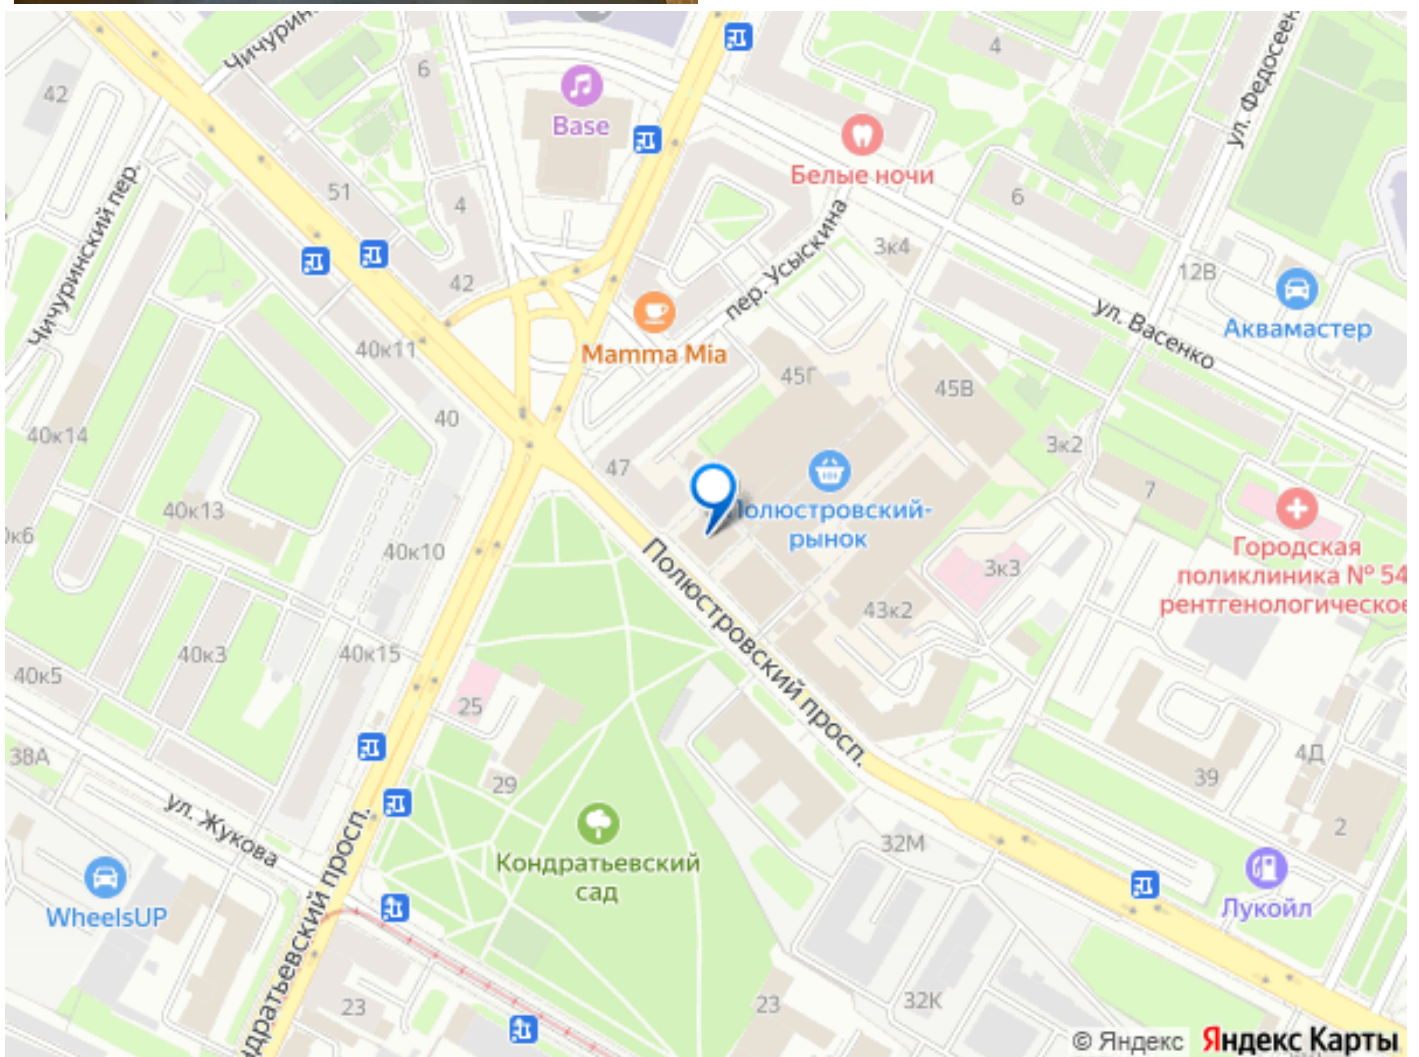 Чичурин
42
6
Base
4
ул. Федосеен
Белые ночи
51
4
Чичуринский пер.
42
пер. Усыскина
3к4
6
12В
Аквамастер
ул. Васенко
Mamma Mia
40к11
45Г
45В
40
40к14
47
3к2
7
Полюстровский-
рынок
Городская
поликлиника № 54
рентгенологическое
40к13
к6
40к10
3к3
43к2
Полюстровский просп.
40к3
40к15
40к5
25
38А
29
39
4Д
2
ул. Жукова
Кондратьевский
сад
32М
WheelsUP
Лукойл
ндратьевский просп.
23
23
32К
© Яндекс Яндекс Карты